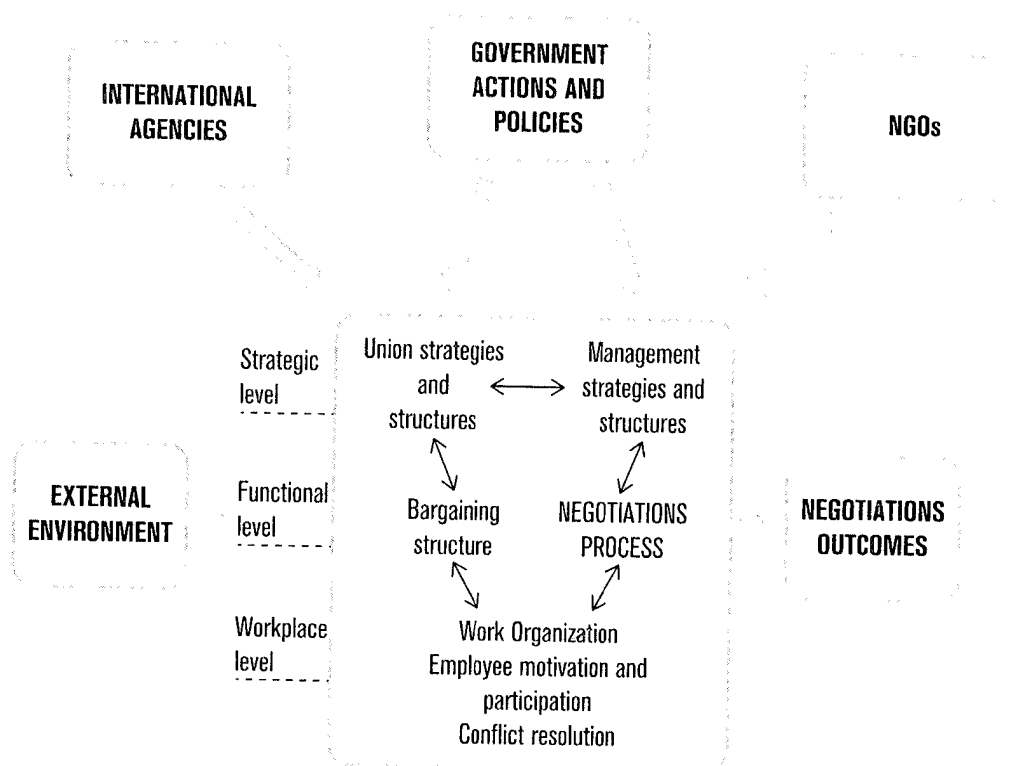 INTERNATIONAL
AGENCIES
GOVERNMENT
ACTIONS AND
POLICIES
NGOs
Strategic
level
Union strategies
and
structures
Management
strategies and
structures
EXTERNAL
ENVIRONMENT
Functional
level
Bargaining
structure
NEGOTIATIONS
PROCESS
NEGOTIATIONS
OUTCOMES
Workplace
level
Work Organization
Employee motivation and
participation
Conflict resolution